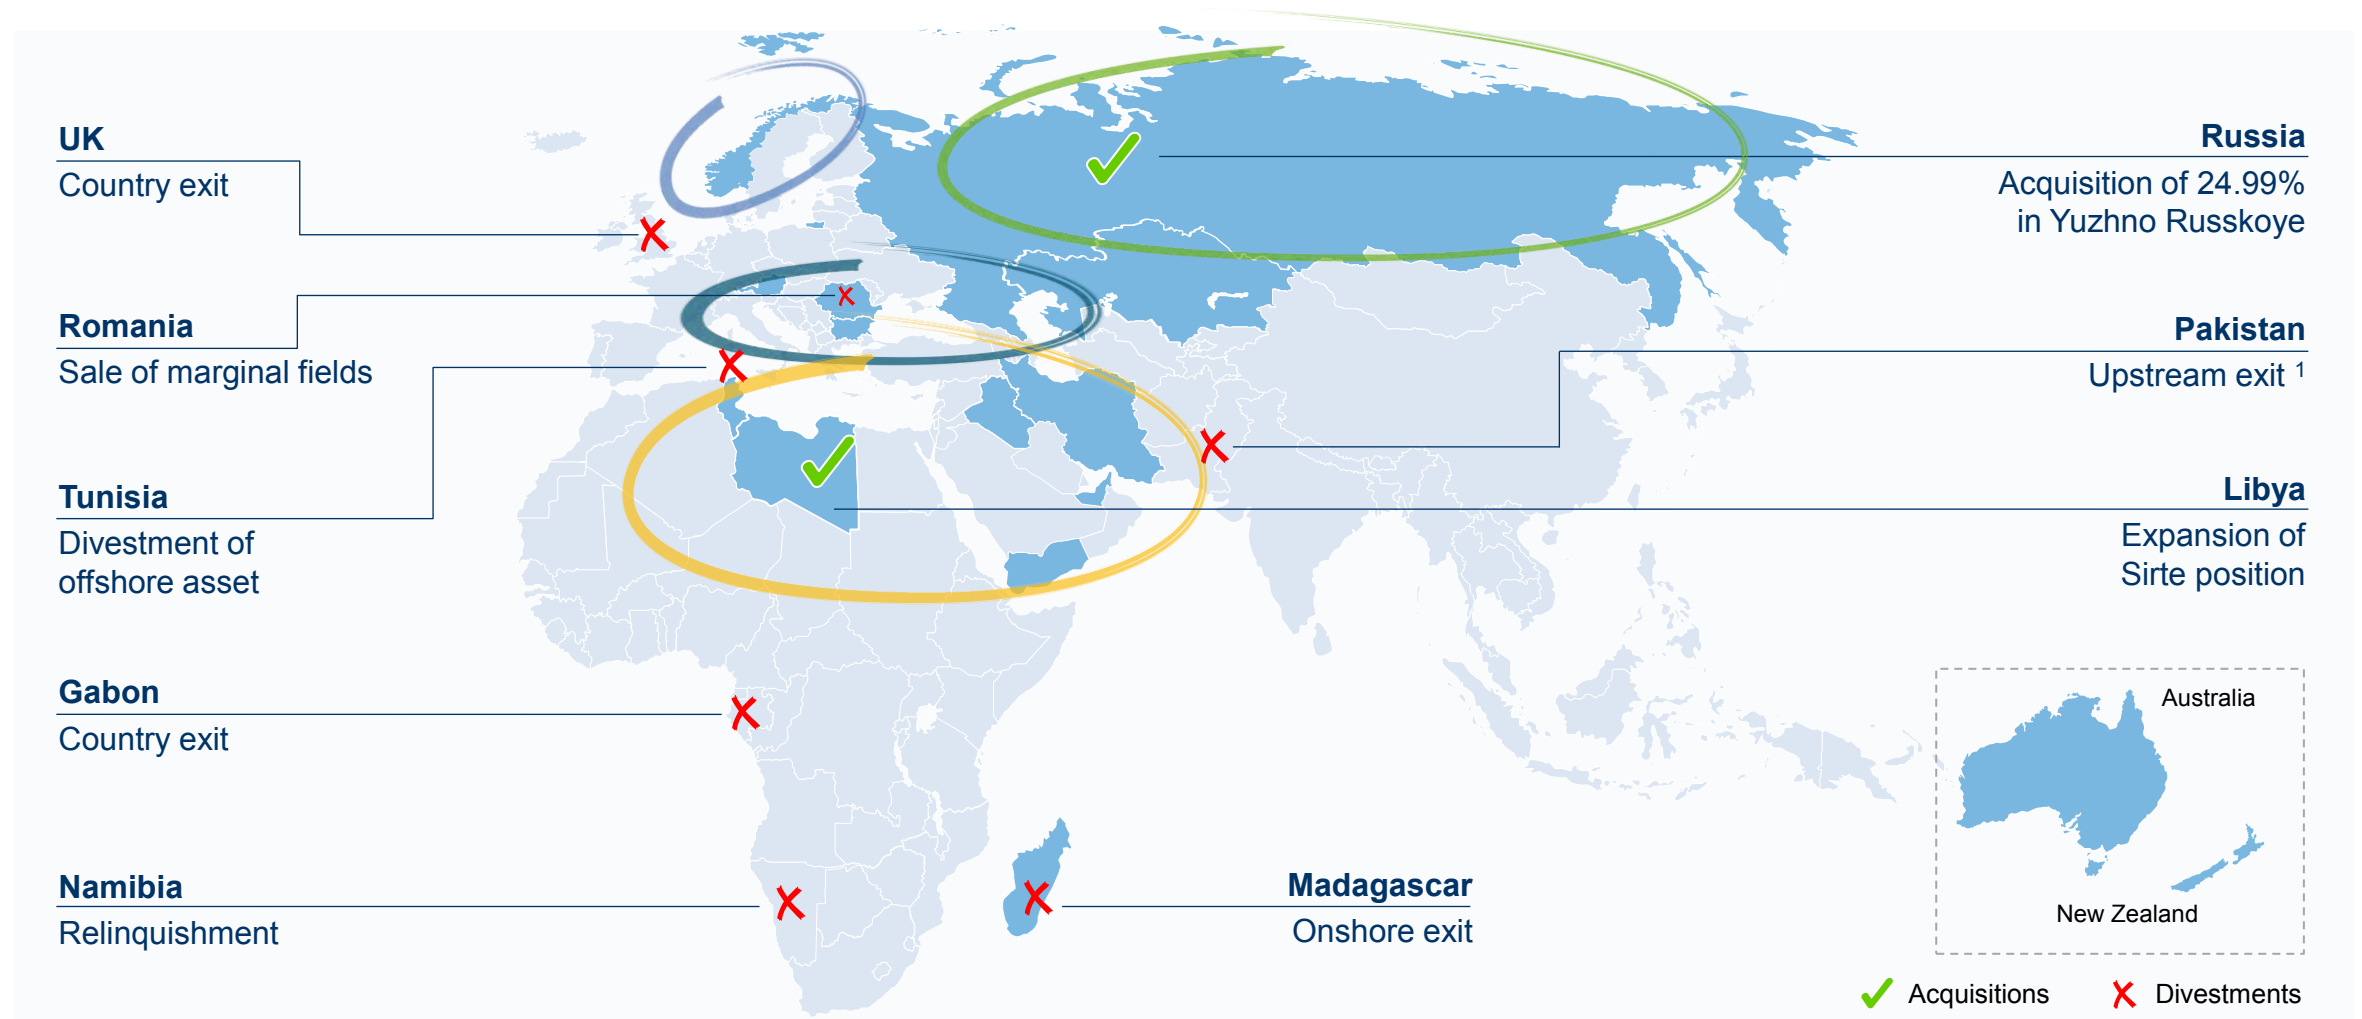 UK
Country exit
Romania
Sale of marginal fields
Tunisia
Divestment of
offshore asset
Gabon
Country exit
Namibia
Relinquishment
Russia
Acquisition of 24.99%
in Yuzhno Russkoye
Pakistan
Upstream exit ¹
Libya
Expansion of
Sirte position
Madagascar
Onshore exit
Australia
New Zealand
Acquisitions
Divestments